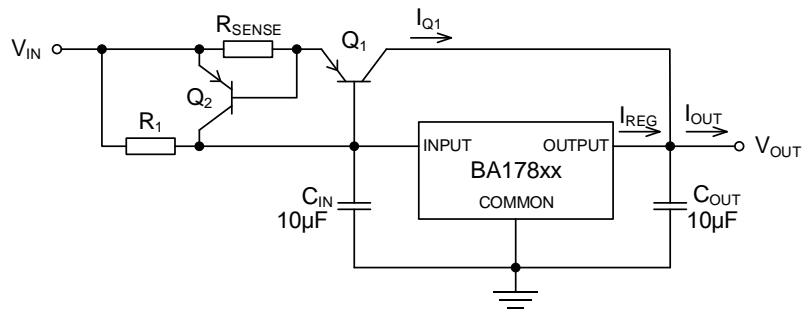 R_SENSE
Q_1
I_Q1
V_IN
Q_2
R_1
I_REG
I_OUT
INPUT
OUTPUT
BA178xx
COMMON
V_OUT
C_IN
10μF
C_OUT
10μF